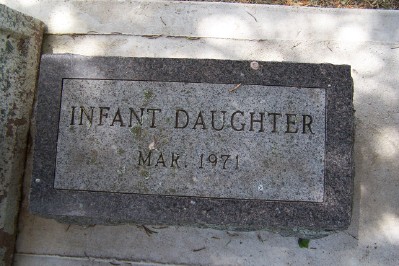 INFANT DAUGHTER
MAR. 1971